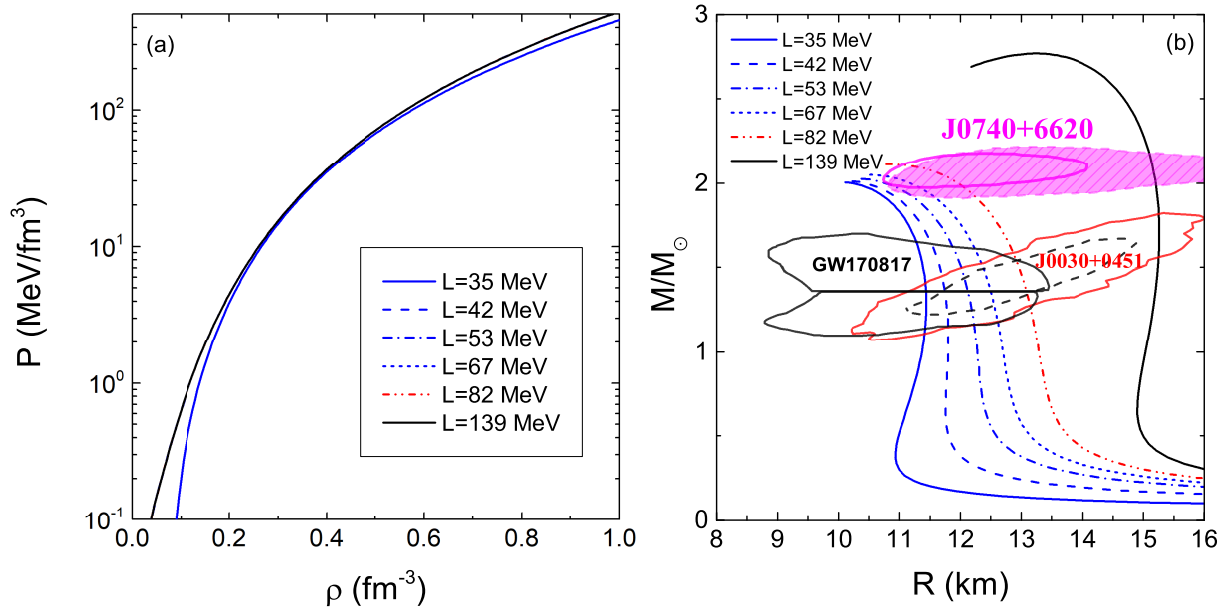 (a)
P (MeV/fm³)
10²
10¹
10⁰
10⁻¹
L=35 MeV
L=42 MeV
L=53 MeV
L=67 MeV
L=82 MeV
L=139 MeV
0.0 0.2 0.4 0.6 0.8 1.0
ρ (fm⁻³)
(b)
M/M☉
3
2
1
0
L=35 MeV
L=42 MeV
L=53 MeV
L=67 MeV
L=82 MeV
L=139 MeV
J0740+6620
GW170817
J0030+0451
8 9 10 11 12 13 14 15 16
R (km)